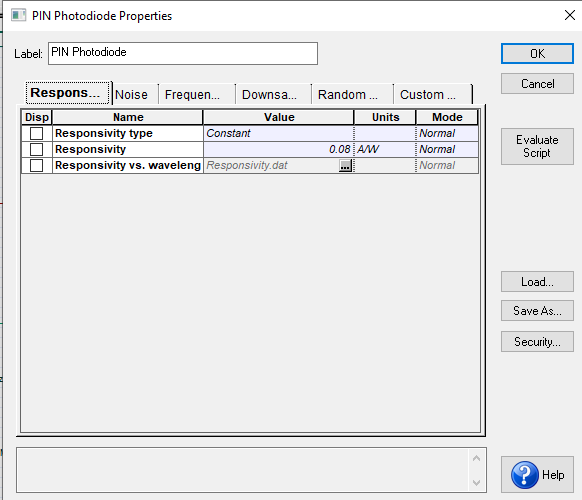 PIN Photodiode Properties
Label: PIN Photodiode
OK
Cancel
Evaluate
Script
Load...
Save As...
Security...
Help
Respons... Noise Frequen... Downsa... Random ... Custom ...
Disp Name Value Units Mode
Responsivity type Constant Normal
Responsivity 0.08 A/W Normal
Responsivity vs. waveleng Responsivity.dat ... Normal